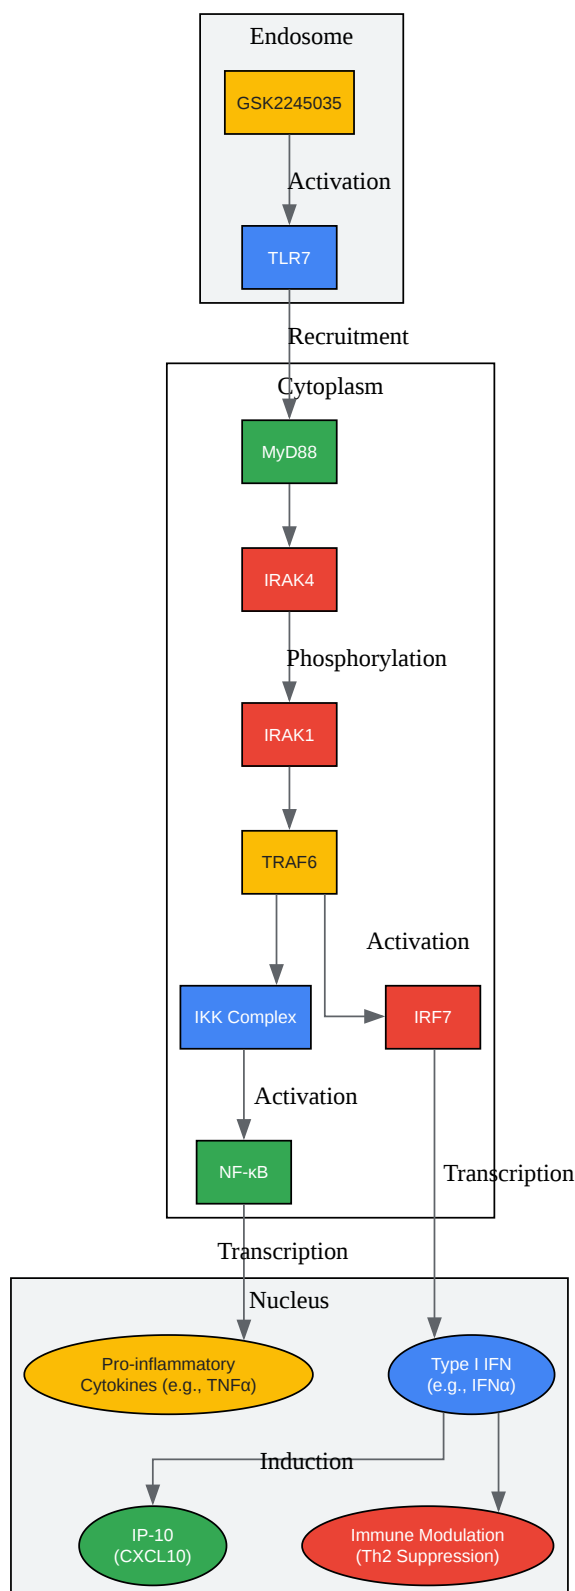 Endosome
GSK2245035
Activation
TLR7
Recruitment
Cytoplasm
MyD88
IRAK4
Phosphorylation
IRAK1
TRAF6
Activation
IKK Complex
IRF7
Activation
NF-κB
Transcription
Transcription
Nucleus
Pro-inflammatory
Cytokines (e.g., TNFα)
Type I IFN
(e.g., IFNα)
Induction
IP-10
(CXCL10)
Immune Modulation
(Th2 Suppression)